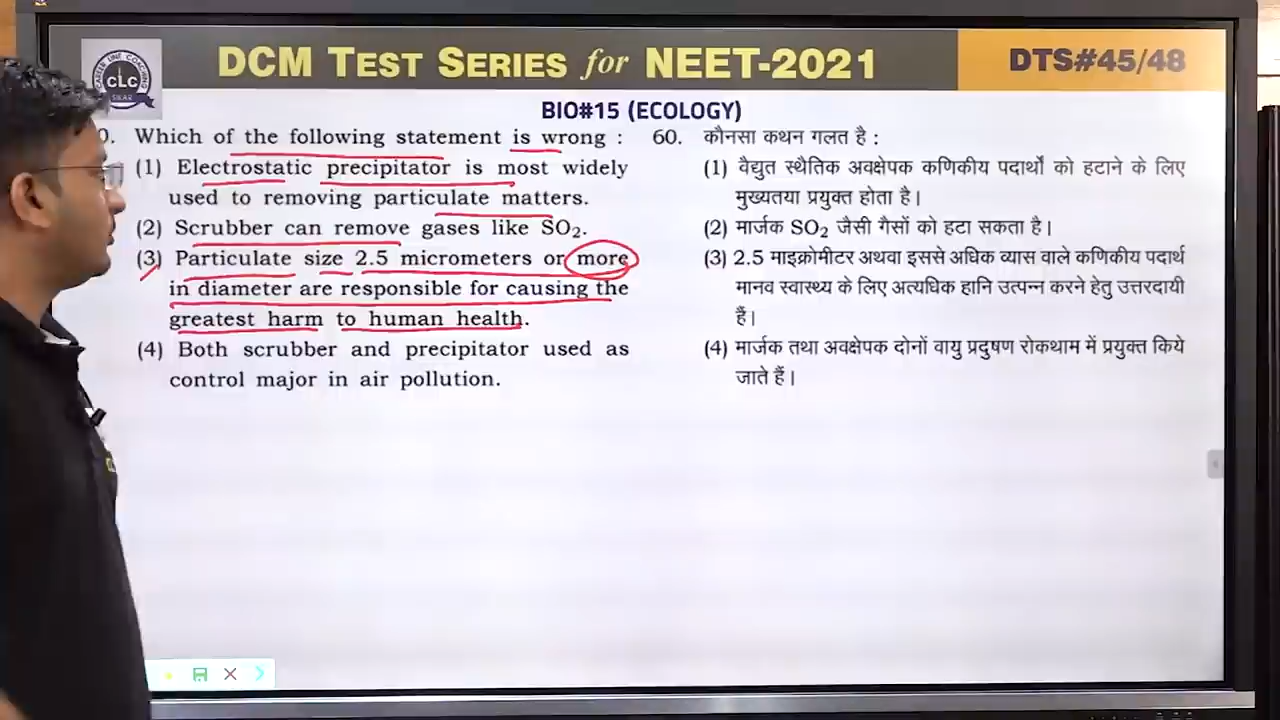 DCM TEST SERIES for NEET-2021
DTS#45/48
CLC
SIKAR
BIO#15 (ECOLOGY)
0. Which of the following statement is wrong :
(1) Electrostatic precipitator is most widely
used to removing particulate matters.
(2) Scrubber can remove gases like SO₂.
(3) Particulate size 2.5 micrometers or more
in diameter are responsible for causing the
greatest harm to human health.
(4) Both scrubber and precipitator used as
control major in air pollution.
60. कौनसा कथन गलत है :
(1) वैद्युत स्थैतिक अवक्षेपक कणिकीय पदार्थों को हटाने के लिए
मुख्यतया प्रयुक्त होता है।
(2) मार्जक SO₂ जैसी गैसों को हटा सकता है।
(3) 2.5 माइक्रोमीटर अथवा इससे अधिक व्यास वाले कणिकीय पदार्थ
मानव स्वास्थ्य के लिए अत्यधिक हानि उत्पन्न करने हेतु उत्तरदायी
हैं।
(4) मार्जक तथा अवक्षेपक दोनों वायु प्रदुषण रोकथाम में प्रयुक्त किये
जाते हैं।